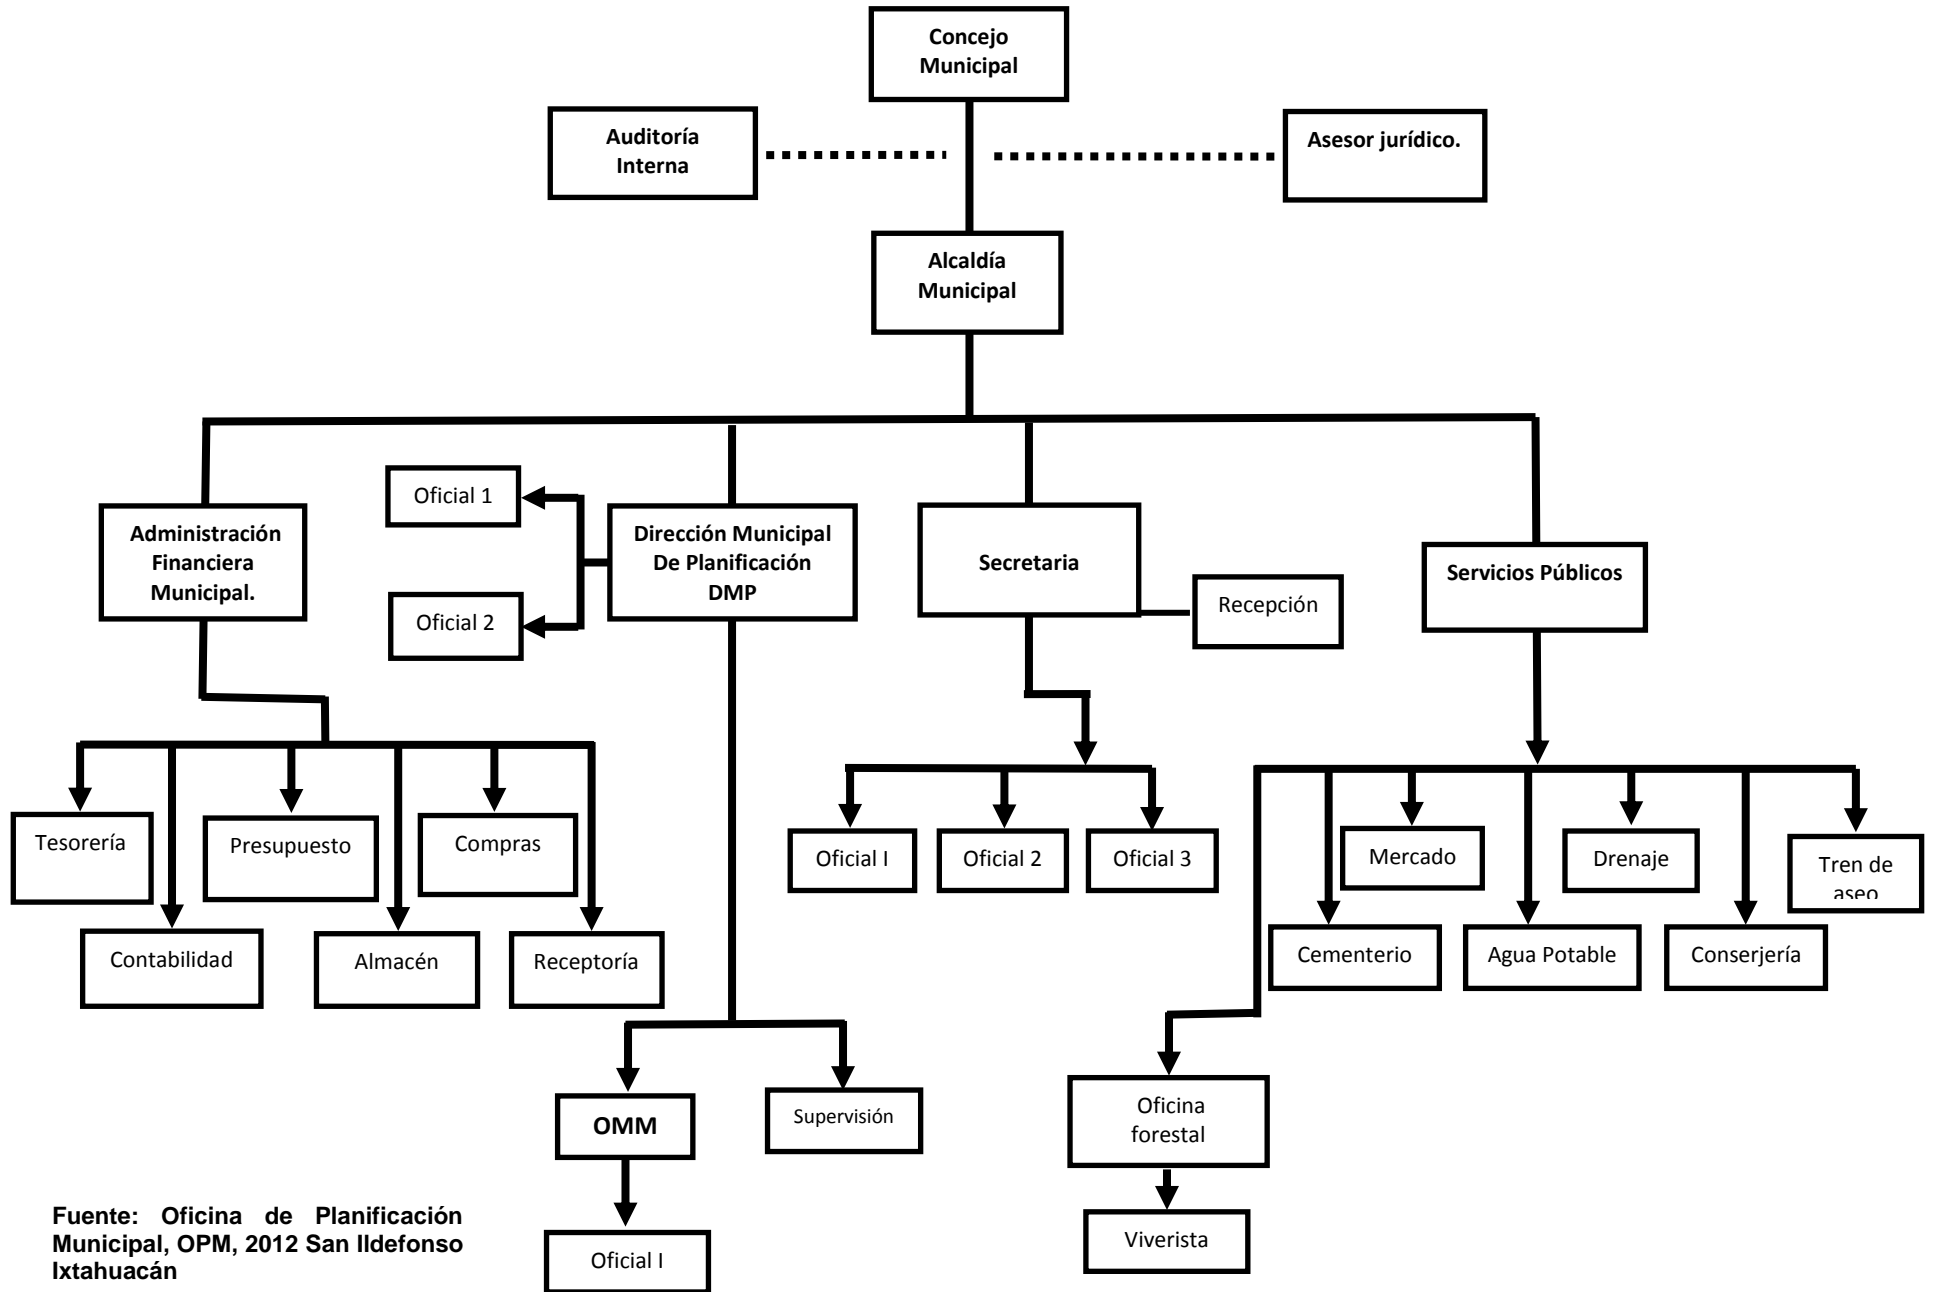 Concejo
Municipal
Auditoría
Interna
Asesor jurídico.
Alcaldía
Municipal
Oficial 1
Oficial 2
Administración
Financiera
Municipal.
Dirección Municipal
De Planificación
DMP
Secretaria
Recepción
Servicios Públicos
Tesorería
Presupuesto
Compras
Contabilidad
Almacén
Receptoría
Oficial I
Oficial 2
Oficial 3
Mercado
Drenaje
Tren de
aseo
Cementerio
Agua Potable
Conserjería
OMM
Supervisión
Oficina
forestal
Oficial I
Viverista
Fuente: Oficina de Planificación
Municipal, OPM, 2012 San Ildefonso
Ixtahuacán